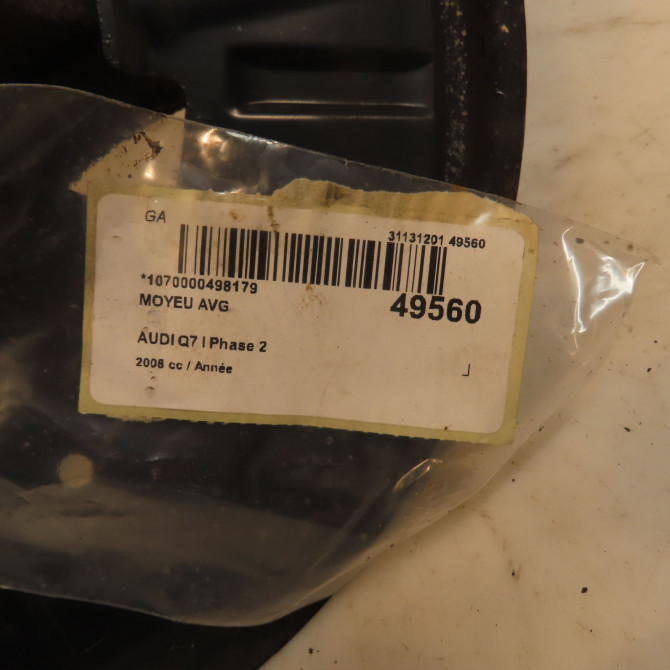 GA
31131201 49560
*1070000498179
MOYEU AVG
49560
AUDI Q7 I Phase 2
2008 cc / Année